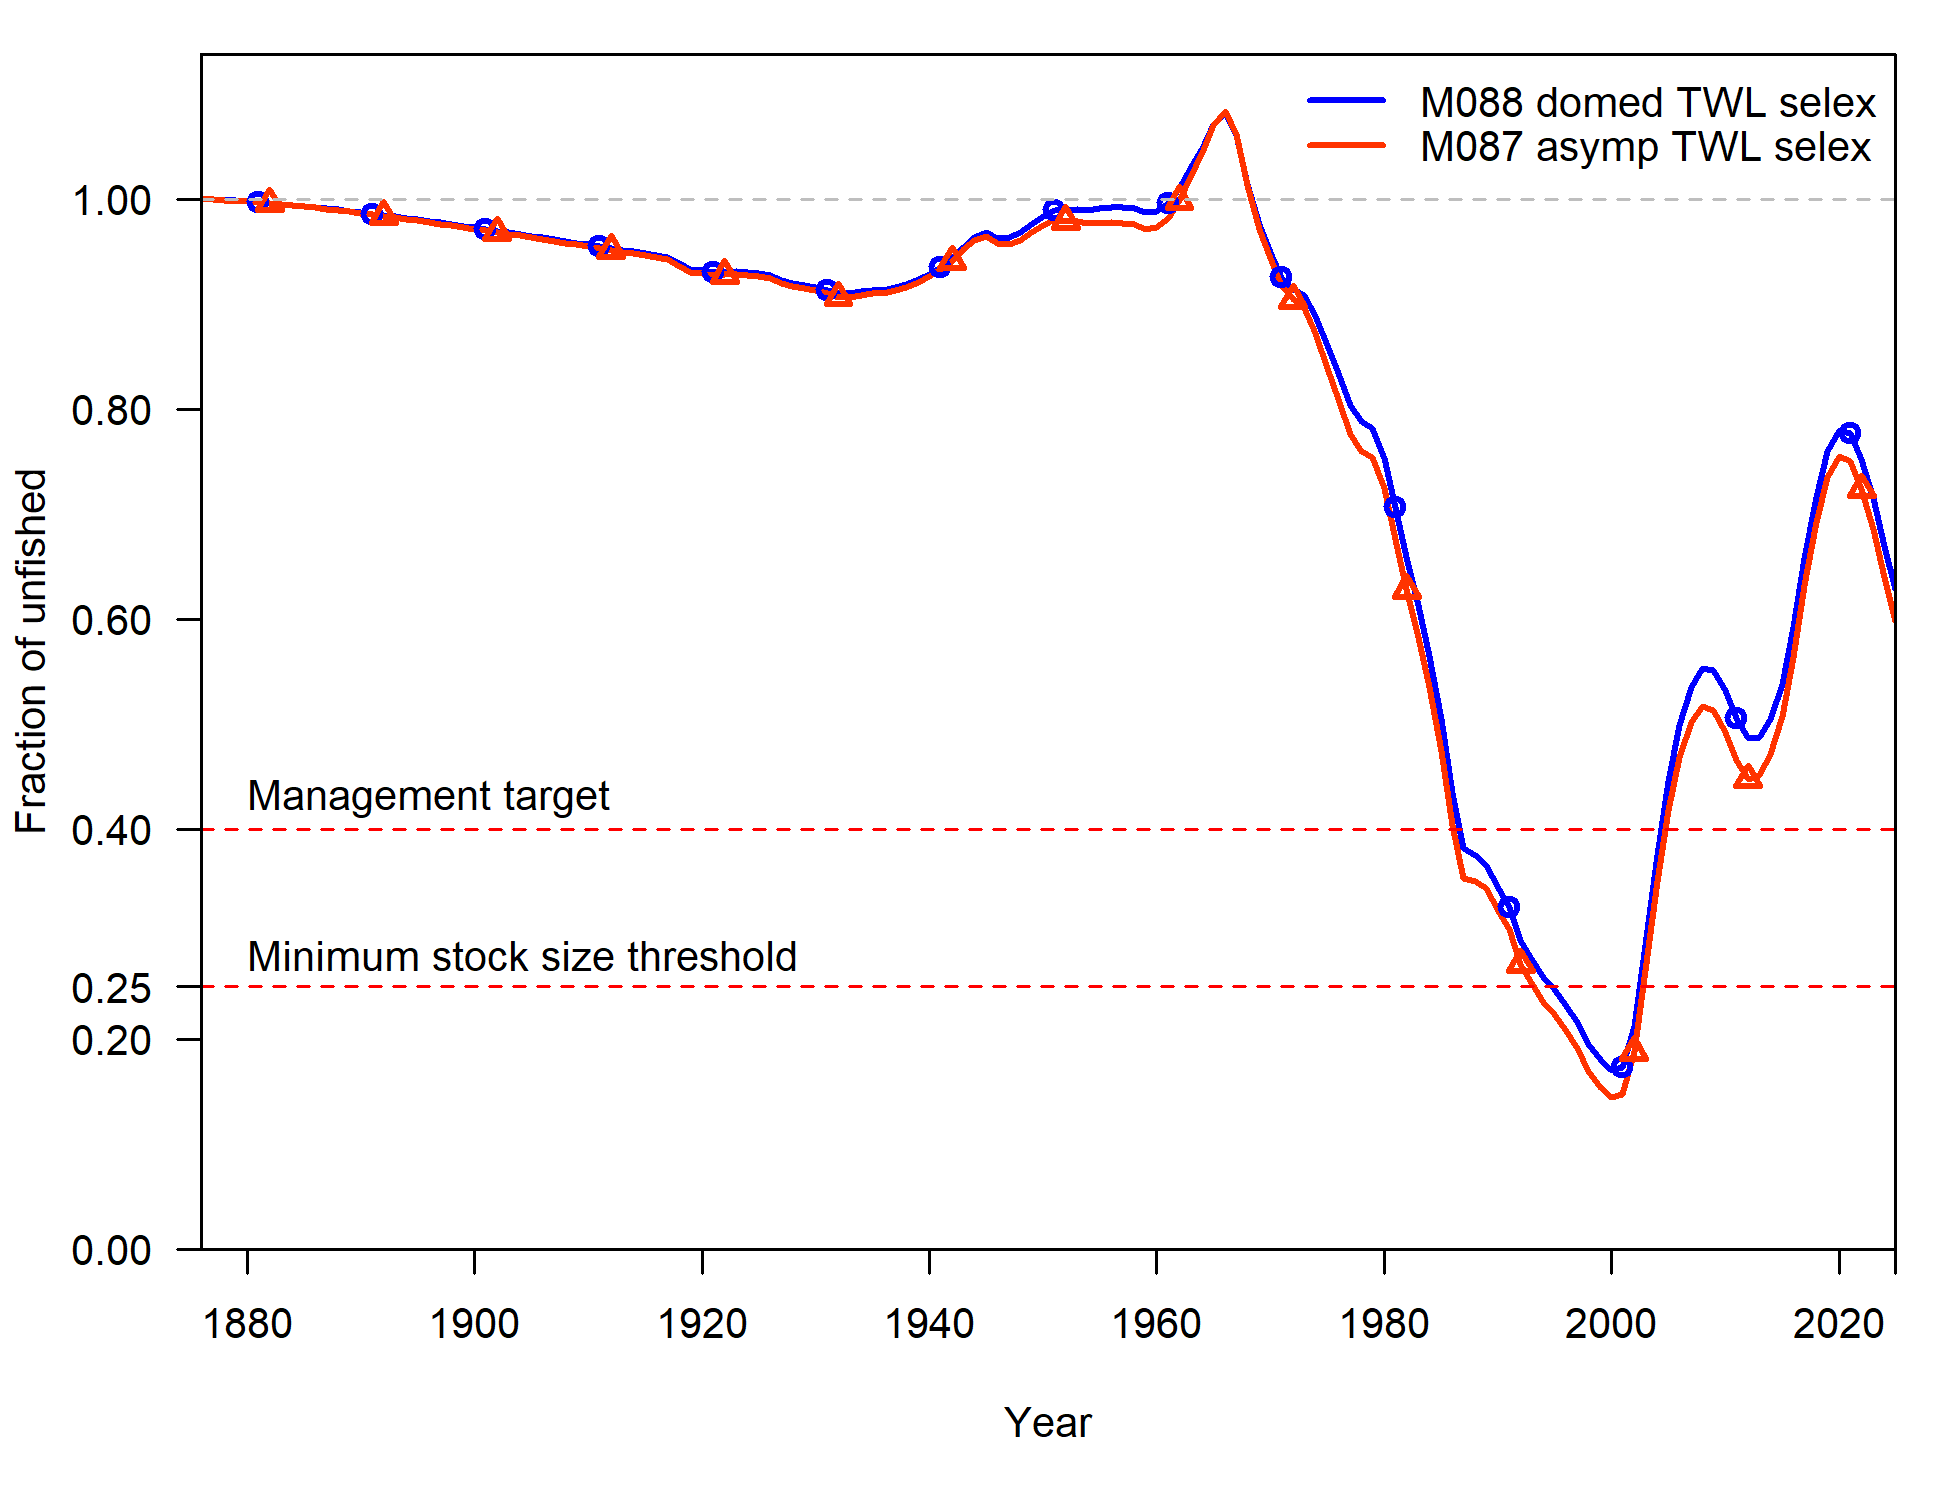 M088 domed TWL selex
M087 asymp TWL selex
Fraction of unfished
1.00
0.80
0.60
0.40
0.25
0.20
0.00
Management target
Minimum stock size threshold
1880 1900 1920 1940 1960 1980 2000 2020
Year